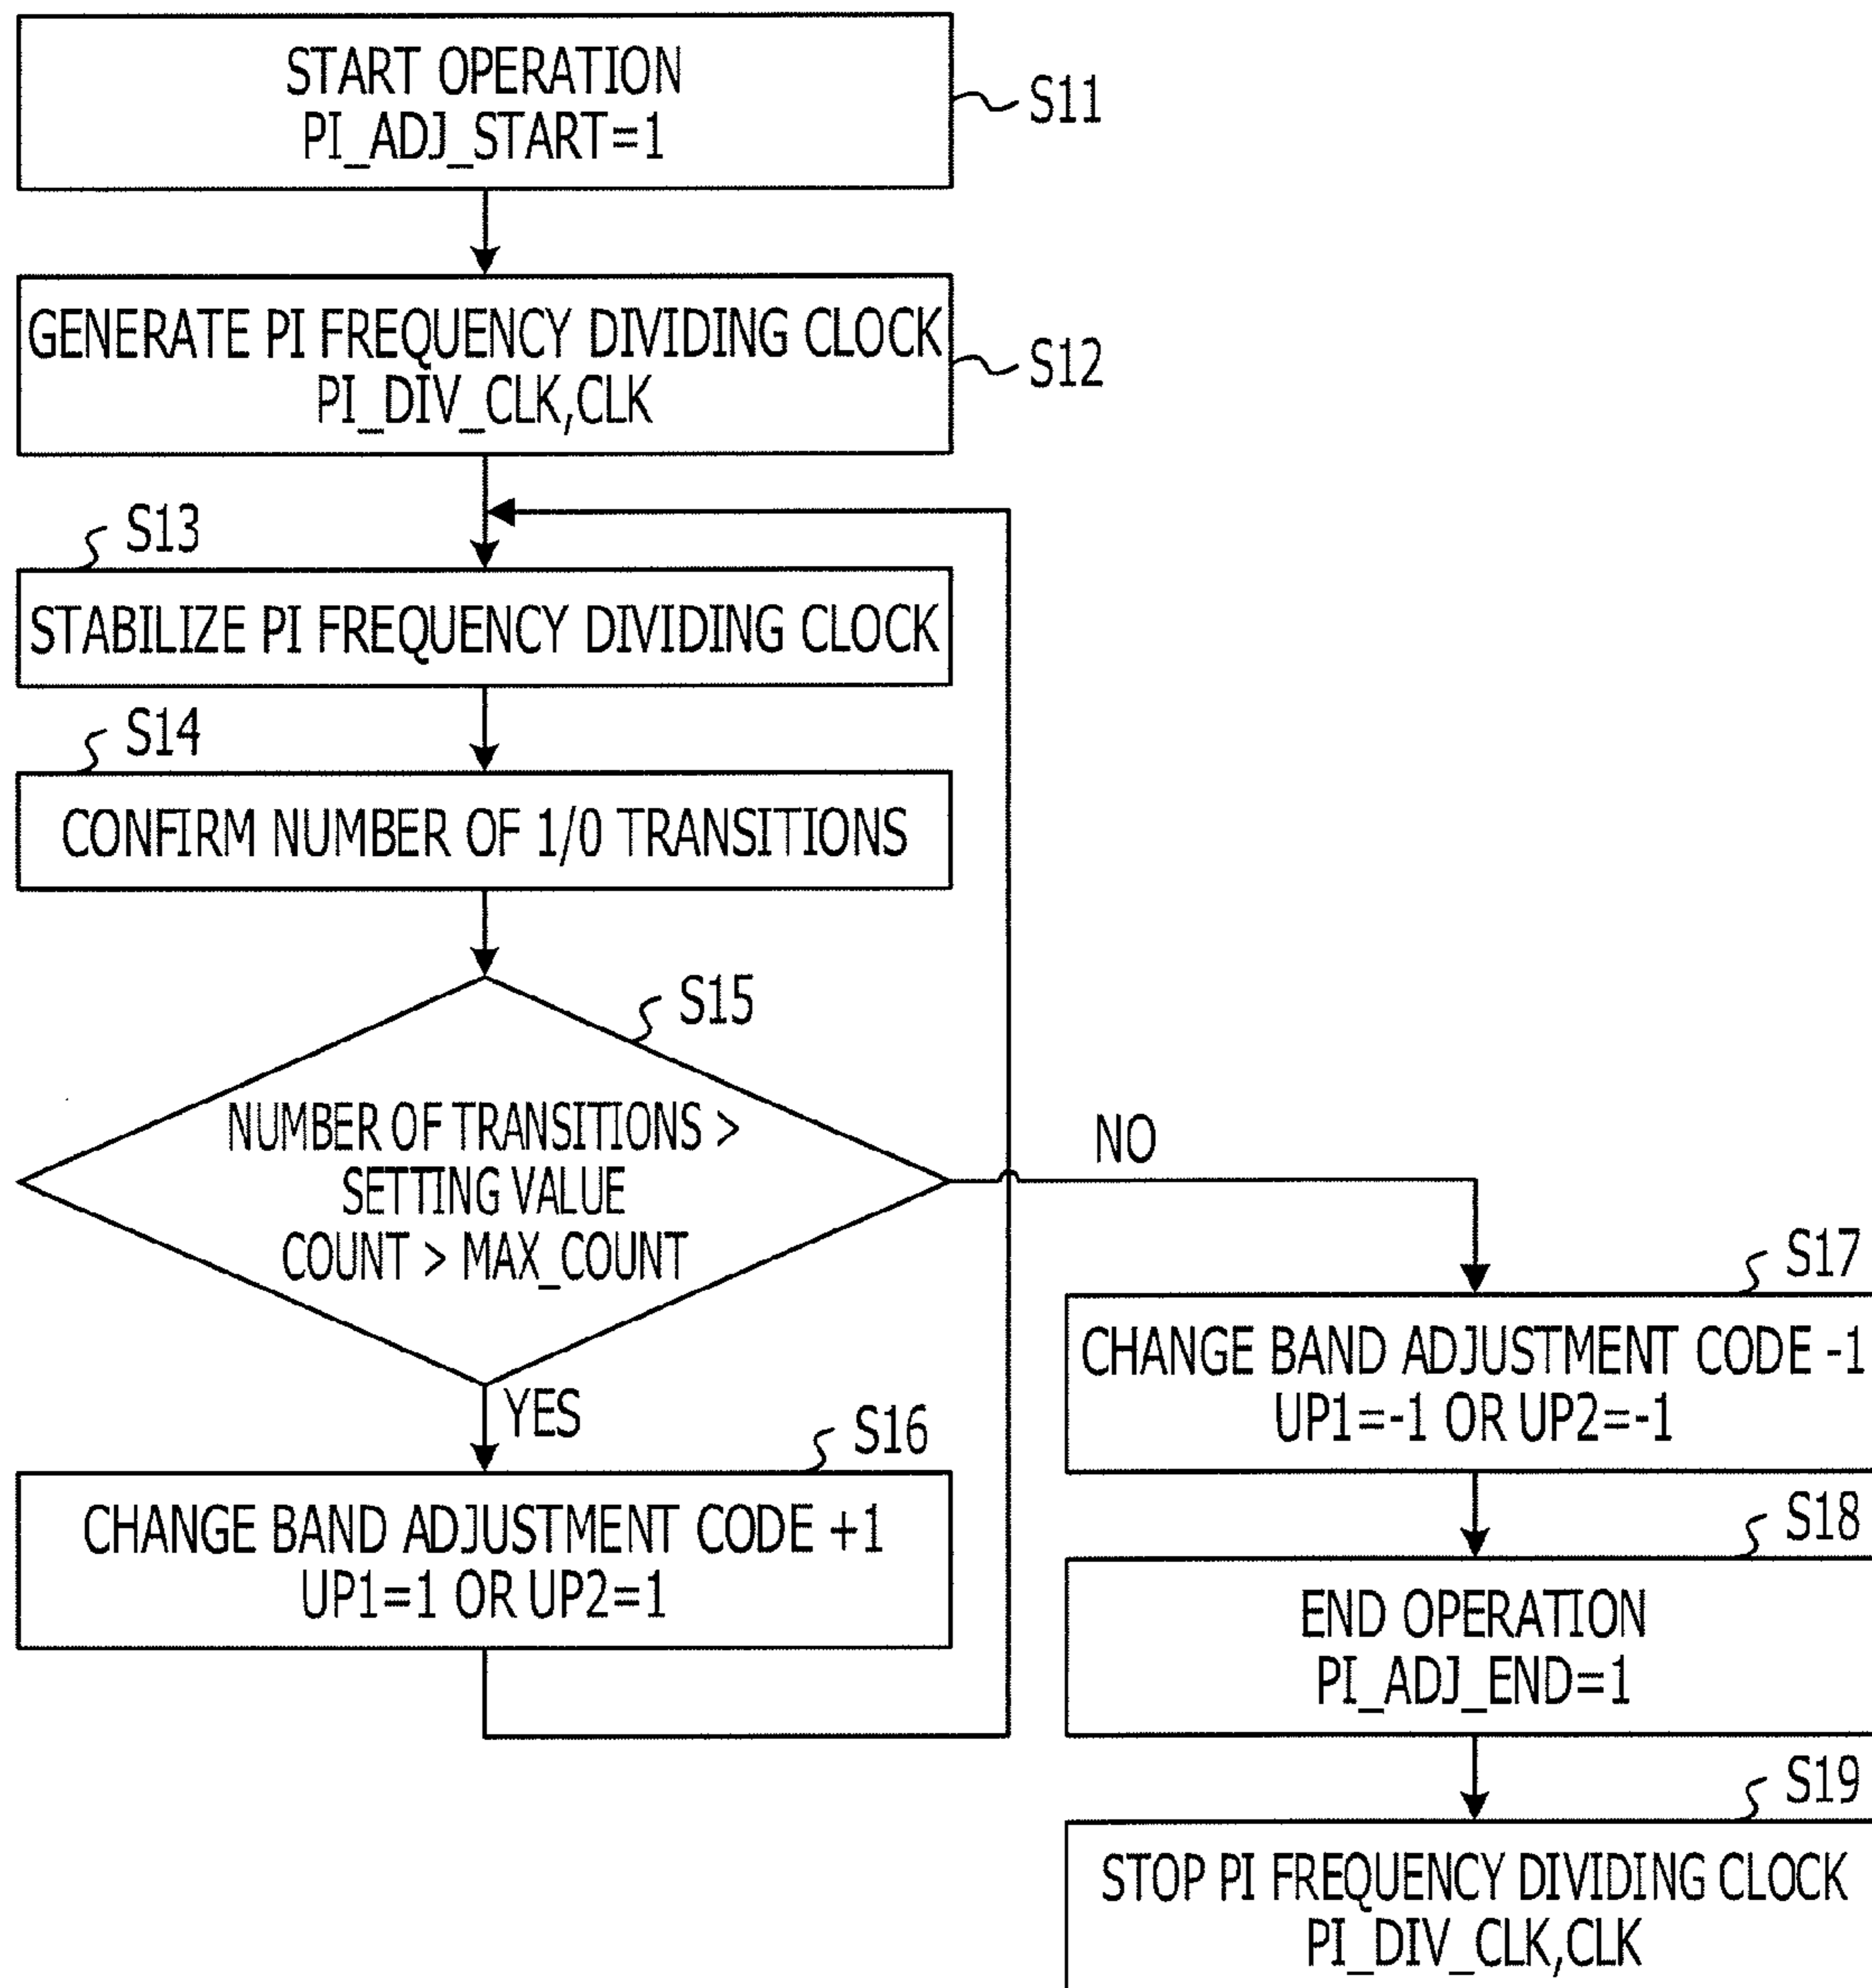 START OPERATION
PI_ADJ_START=1
S11
GENERATE PI FREQUENCY DIVIDING CLOCK
PI_DIV_CLK,CLK
S12
S13
STABILIZE PI FREQUENCY DIVIDING CLOCK
S14
CONFIRM NUMBER OF 1/0 TRANSITIONS
S15
NUMBER OF TRANSITIONS >
SETTING VALUE
COUNT > MAX_COUNT
NO
YES
S16
CHANGE BAND ADJUSTMENT CODE +1
UP1=1 OR UP2=1
S17
CHANGE BAND ADJUSTMENT CODE -1
UP1=-1 OR UP2=-1
S18
END OPERATION
PI_ADJ_END=1
S19
STOP PI FREQUENCY DIVIDING CLOCK
PI_DIV_CLK,CLK